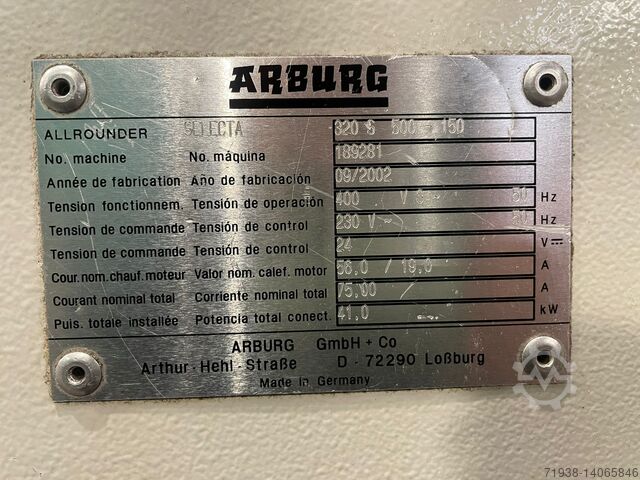 ARBURG
ALLROUNDER SELECTA 320 S 500 - 150
No. machine No. máquina 189281
Année de fabrication Año de fabricación 09/2002
Tension fonctionnem. Tensión de operación 400 V 50 Hz
Tension de commande Tensión de control 230 V~ 50 Hz
Tension de commande Tensión de control 24 V
Cour.nom.chauf.moteur Valor nóm. calef. motor 56,0 / 19,0 A
Courant nominal total Corriente nominal total 75,00 A
Puis. totale installée Potencia total conect. 41,0 kW
ARBURG GmbH + Co
Arthur - Hehl - Straße D - 72290 Loßburg
Made in Germany
71938-14065846